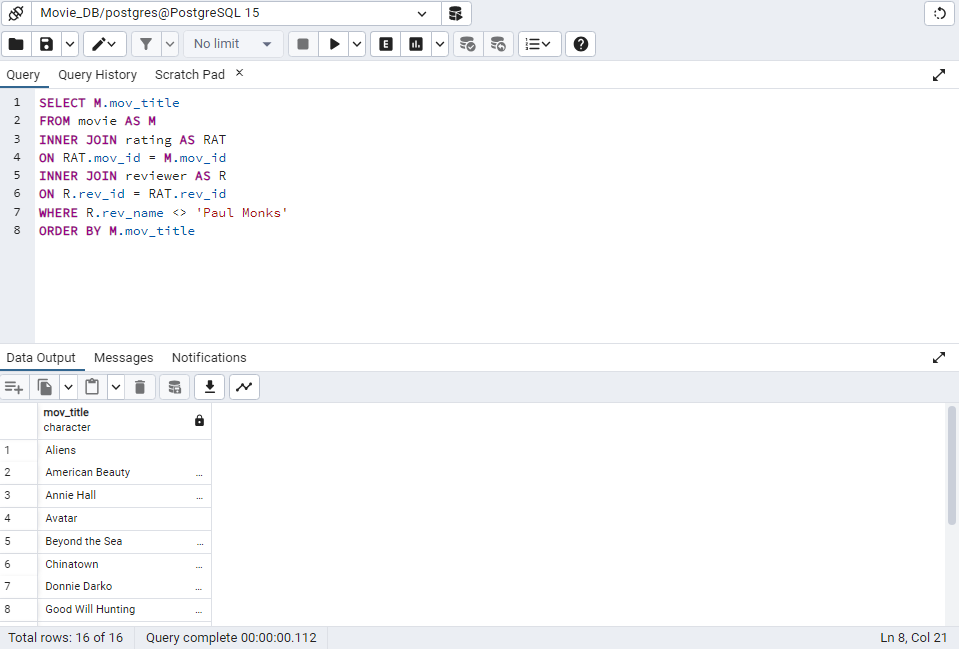 Movie_DB/postgres@PostgreSQL 15
No limit
E
Query Query History Scratch Pad ×
1 SELECT M.mov_title
2 FROM movie AS M
3 INNER JOIN rating AS RAT
4 ON RAT.mov_id = M.mov_id
5 INNER JOIN reviewer AS R
6 ON R.rev_id = RAT.rev_id
7 WHERE R.rev_name <> 'Paul Monks'
8 ORDER BY M.mov_title
Data Output Messages Notifications
mov_title
character
1 Aliens
2 American Beauty ...
3 Annie Hall ...
4 Avatar
5 Beyond the Sea ...
6 Chinatown ...
7 Donnie Darko ...
8 Good Will Hunting ...
Total rows: 16 of 16 Query complete 00:00:00.112 Ln 8, Col 21